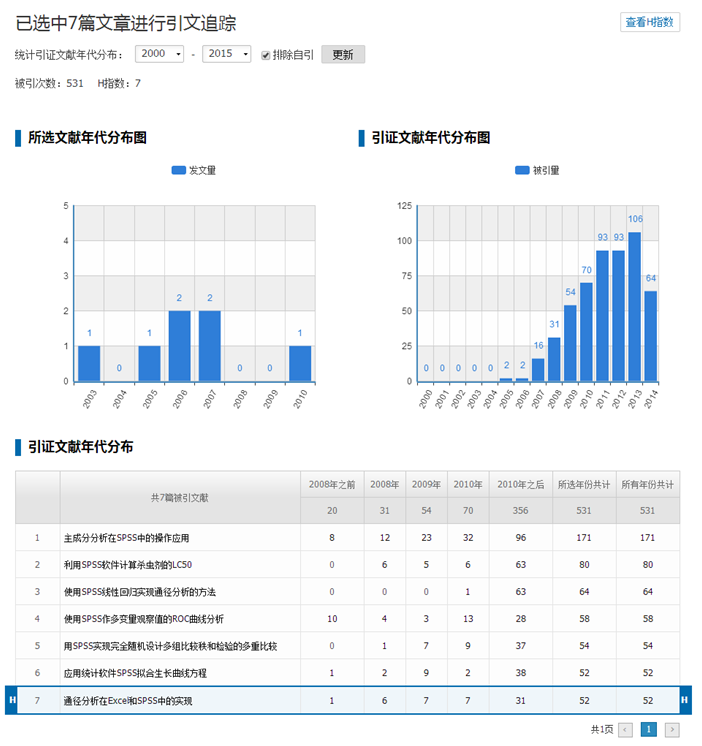 已选中7篇文章进行引文追踪
查看H指数
统计引证文献年代分布： 2000 - 2015 排除自引 更新
被引次数：531 H指数：7
所选文献年代分布图
发文量
5
4
3
2
1
0
1 0 1 2 2 0 0 1
2003 2004 2005 2006 2007 2008 2009 2010
引证文献年代分布图
被引量
125
100
75
50
25
0
0 0 0 0 0 2 2 16 31 54 70 93 93 106 64
2000 2001 2002 2003 2004 2005 2006 2007 2008 2009 2010 2011 2012 2013 2014
引证文献年代分布
共7篇被引文献 2008年之前 2008年 2009年 2010年 2010年之后 所选年份共计 所有年份共计
20 31 54 70 356 531 531
1 主成分分析在SPSS中的操作应用 8 12 23 32 96 171 171
2 利用SPSS软件计算杀虫剂的LC50 0 6 5 6 63 80 80
3 使用SPSS线性回归实现通径分析的方法 0 0 0 1 63 64 64
4 使用SPSS作多变量观察值的ROC曲线分析 10 4 3 13 28 58 58
5 用SPSS实现完全随机设计多组比较秩和检验的多重比较 0 1 7 9 37 54 54
6 应用统计软件SPSS拟合生长曲线方程 1 2 9 2 38 52 52
H 7 通径分析在Excel和SPSS中的实现 1 6 7 7 31 52 52 H
共1页 ‹ 1 ›